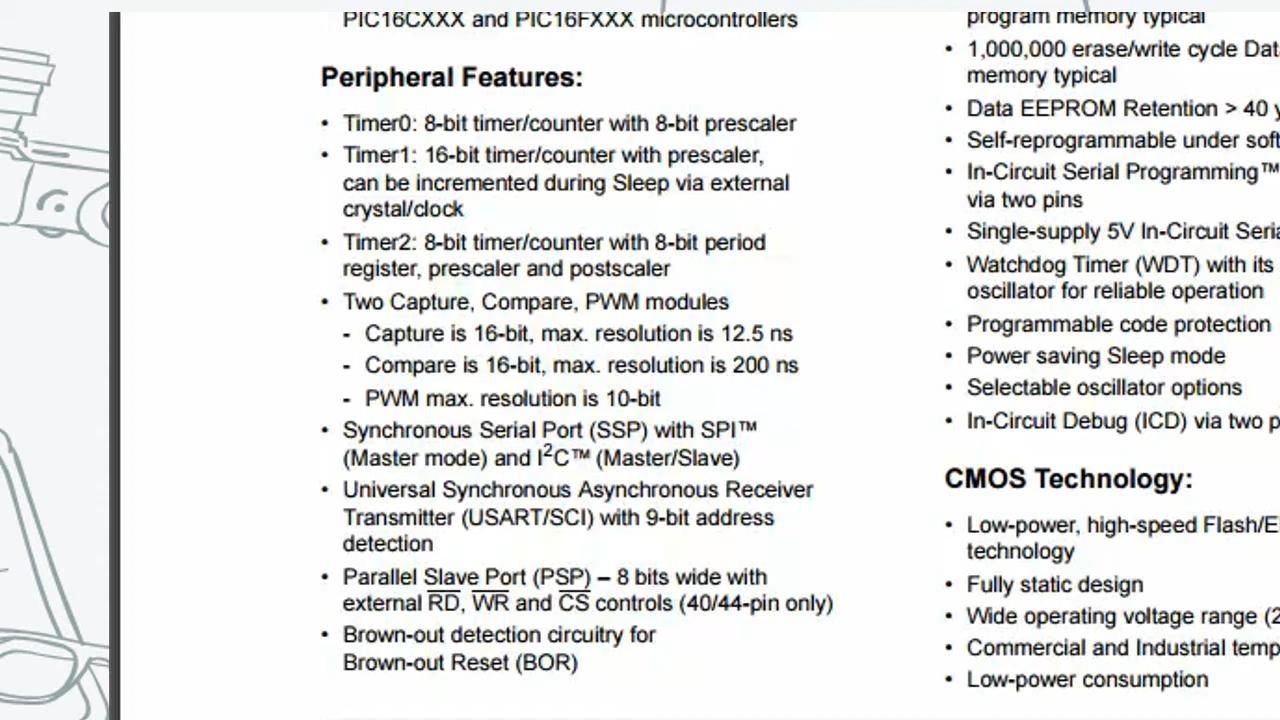 PIC16CXXX and PIC16FXXX microcontrollers
Peripheral Features:
• Timer0: 8-bit timer/counter with 8-bit prescaler
• Timer1: 16-bit timer/counter with prescaler,
can be incremented during Sleep via external
crystal/clock
• Timer2: 8-bit timer/counter with 8-bit period
register, prescaler and postscaler
• Two Capture, Compare, PWM modules
- Capture is 16-bit, max. resolution is 12.5 ns
- Compare is 16-bit, max. resolution is 200 ns
- PWM max. resolution is 10-bit
• Synchronous Serial Port (SSP) with SPI™
(Master mode) and I²C™ (Master/Slave)
• Universal Synchronous Asynchronous Receiver
Transmitter (USART/SCI) with 9-bit address
detection
• Parallel Slave Port (PSP) – 8 bits wide with
external R̅D̅, W̅R̅ and C̅S̅ controls (40/44-pin only)
• Brown-out detection circuitry for
Brown-out Reset (BOR)
program memory typical
• 1,000,000 erase/write cycle Dat
memory typical
• Data EEPROM Retention > 40 y
• Self-reprogrammable under soft
• In-Circuit Serial Programming™
via two pins
• Single-supply 5V In-Circuit Seria
• Watchdog Timer (WDT) with its
oscillator for reliable operation
• Programmable code protection
• Power saving Sleep mode
• Selectable oscillator options
• In-Circuit Debug (ICD) via two p
CMOS Technology:
• Low-power, high-speed Flash/E
technology
• Fully static design
• Wide operating voltage range (2
• Commercial and Industrial temp
• Low-power consumption